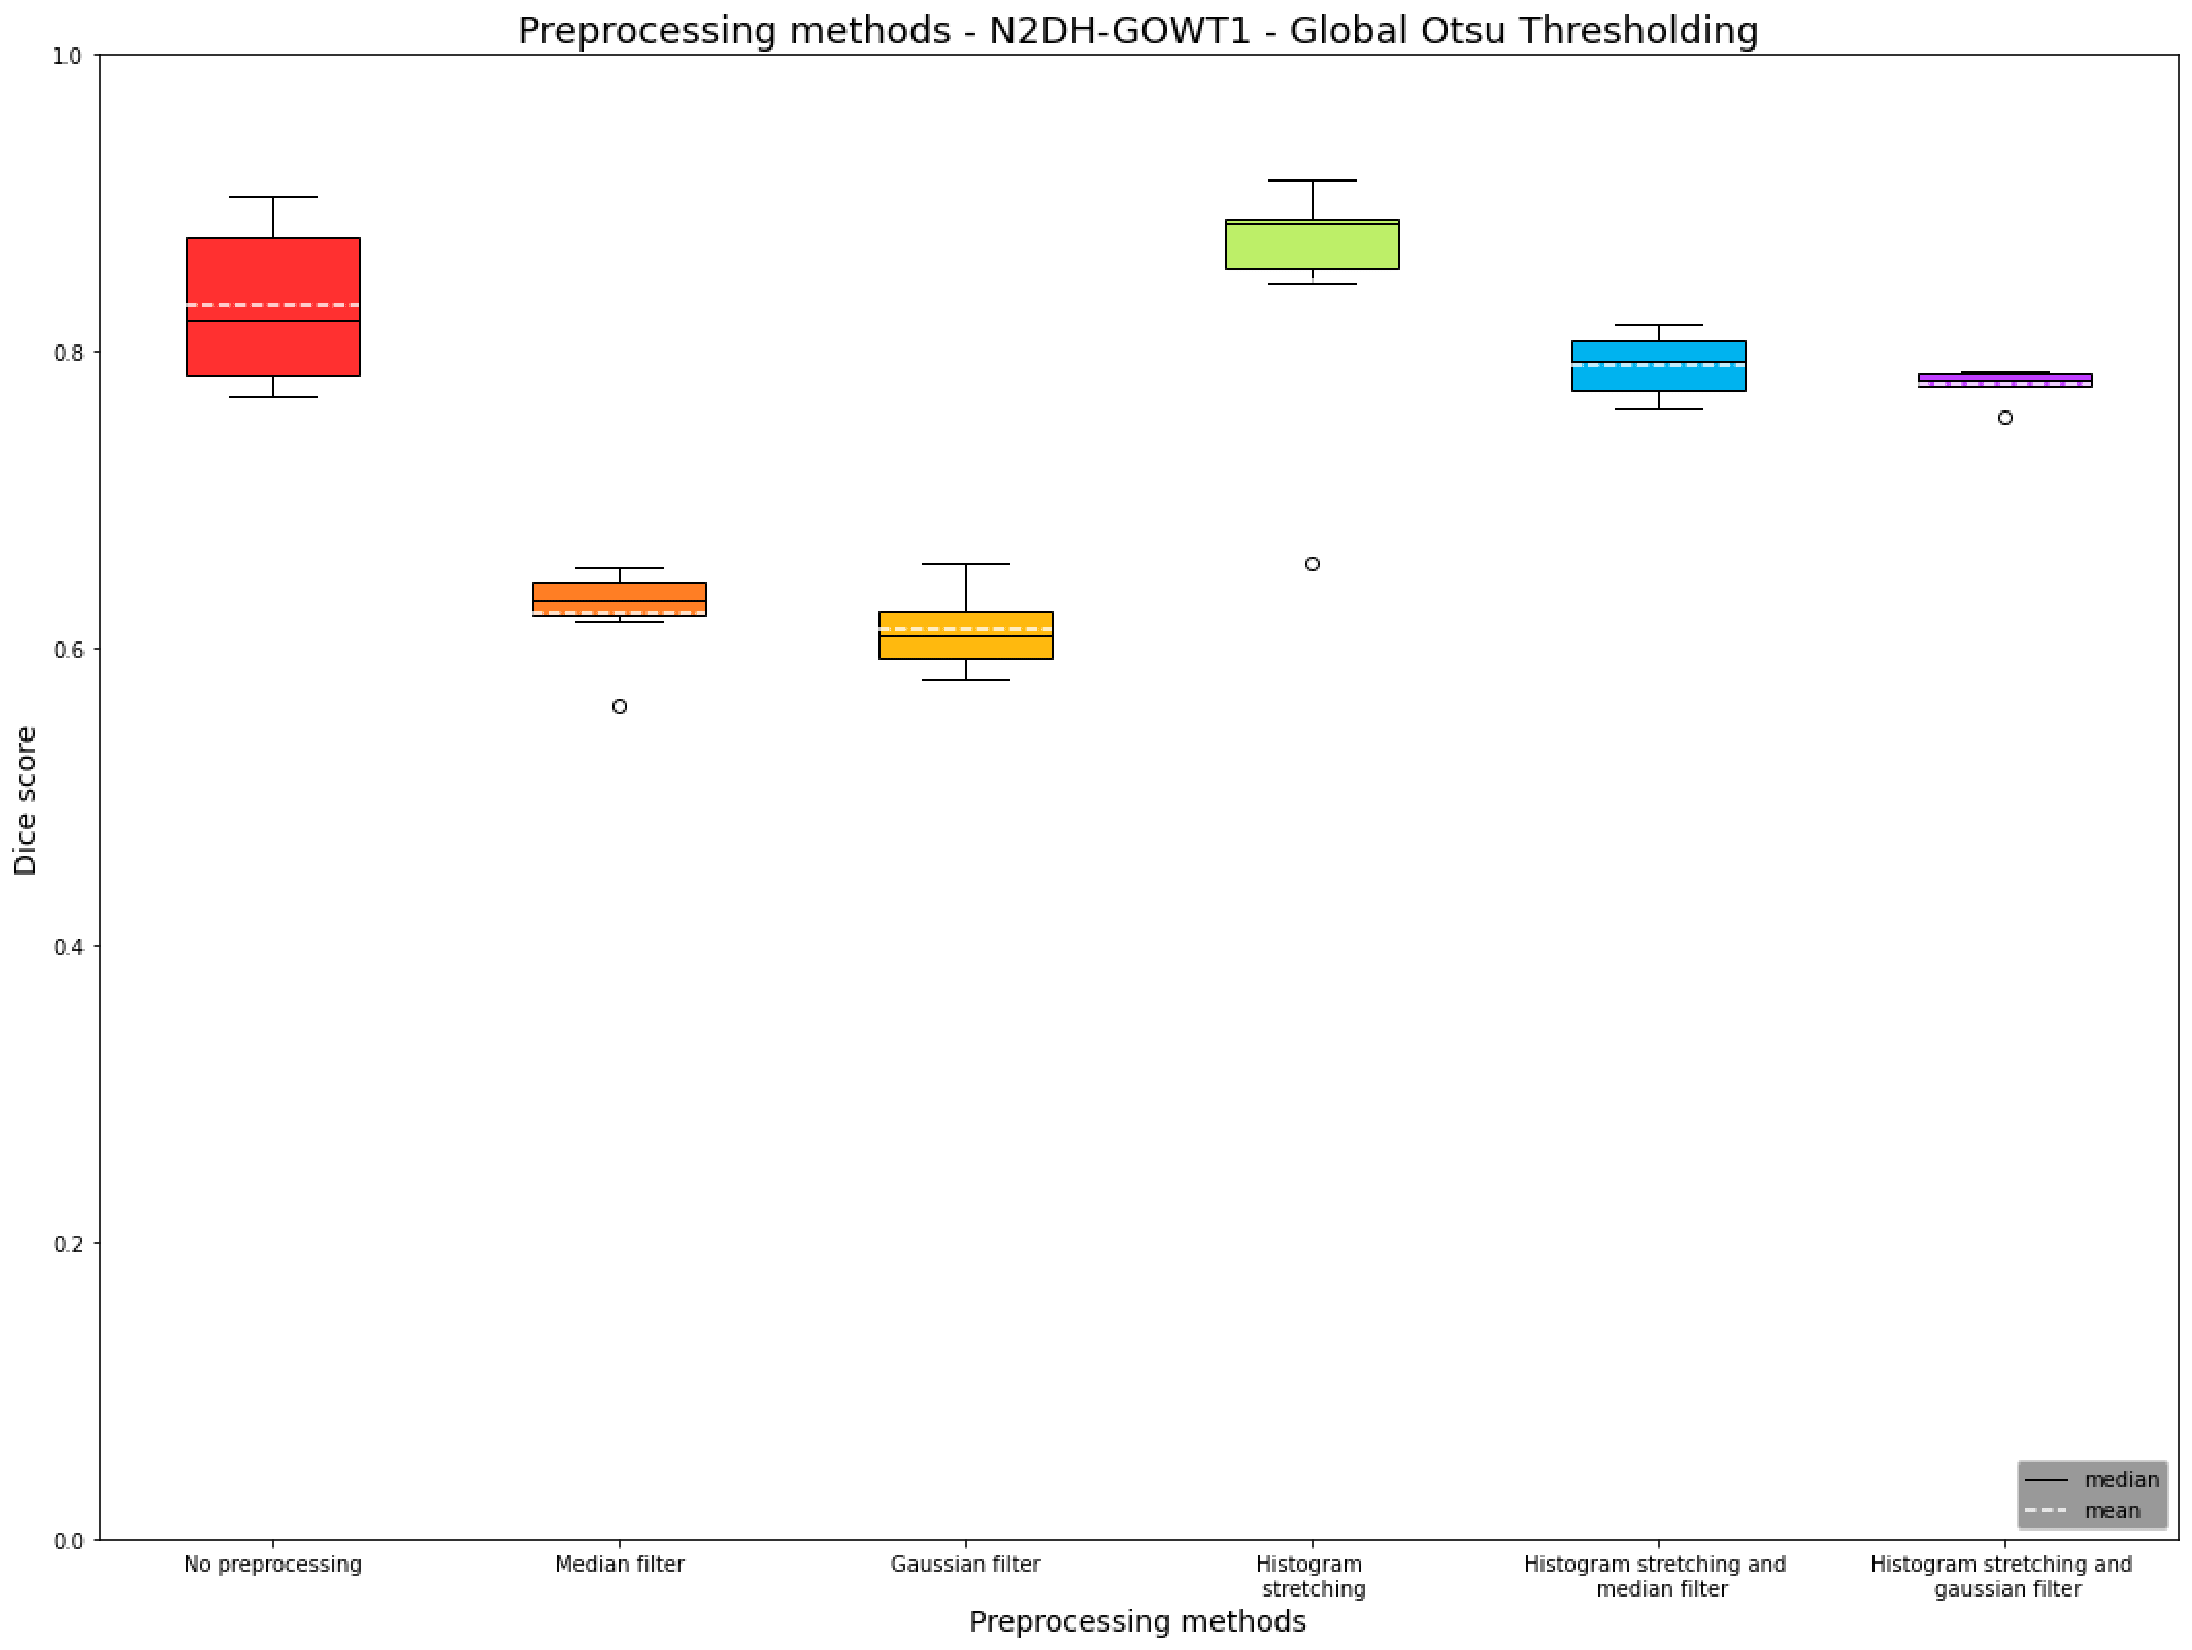 Preprocessing methods - N2DH-GOWT1 - Global Otsu Thresholding
1.0
0.8
0.6
0.4
0.2
0.0
Dice score
No preprocessing
Median filter
Gaussian filter
Histogram
stretching
Histogram stretching and
median filter
Histogram stretching and
gaussian filter
Preprocessing methods
median
mean